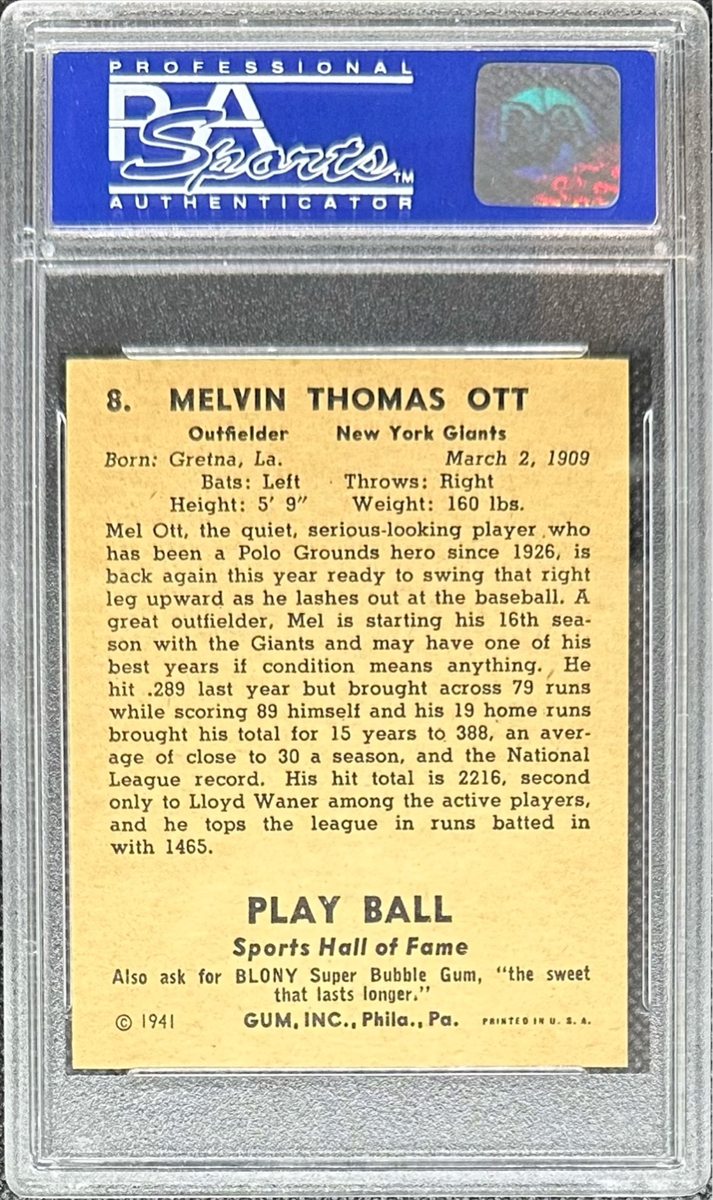 PROFESSIONAL
PSA
Sports™
AUTHENTICATOR
8. MELVIN THOMAS OTT
Outfielder New York Giants
Born: Gretna, La. March 2, 1909
Bats: Left Throws: Right
Height: 5' 9" Weight: 160 lbs.
Mel Ott, the quiet, serious-looking player who
has been a Polo Grounds hero since 1926, is
back again this year ready to swing that right
leg upward as he lashes out at the baseball. A
great outfielder, Mel is starting his 16th sea-
son with the Giants and may have one of his
best years if condition means anything. He
hit .289 last year but brought across 79 runs
while scoring 89 himself and his 19 home runs
brought his total for 15 years to 388, an aver-
age of close to 30 a season, and the National
League record. His hit total is 2216, second
only to Lloyd Waner among the active players,
and he tops the league in runs batted in
with 1465.
PLAY BALL
Sports Hall of Fame
Also ask for BLONY Super Bubble Gum, "the sweet
that lasts longer."
© 1941 GUM, INC., Phila., Pa. PRINTED IN U. S. A.